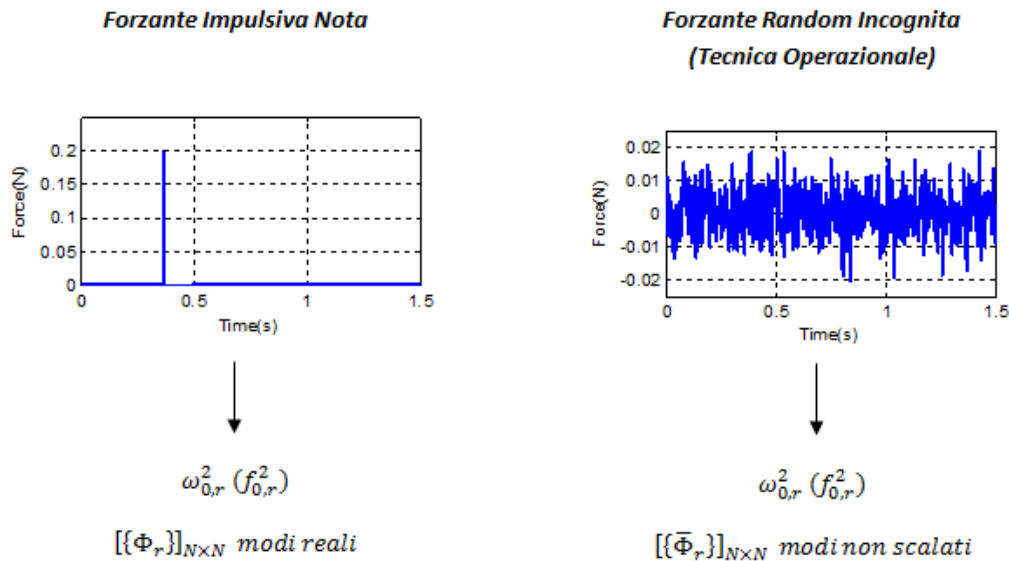 Forzante Impulsiva Nota
Force(N)
0.2
0.15
0.1
0.05
0
0 0.5 1 1.5
Time(s)
ω²₀,ᵣ (f²₀,ᵣ)
[{Φᵣ}]N×N modi reali
Forzante Random Incognita
(Tecnica Operazionale)
Force(N)
0.02
0.01
0
-0.01
-0.02
0 0.5 1 1.5
Time(s)
ω²₀,ᵣ (f²₀,ᵣ)
[{Φ̄ᵣ}]N×N modi non scalati